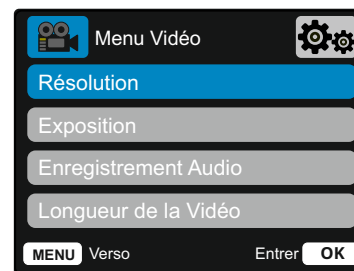 Menu Vidéo
Résolution
Exposition
Enregistrement Audio
Longueur de la Vidéo
MENU Verso Entrer OK